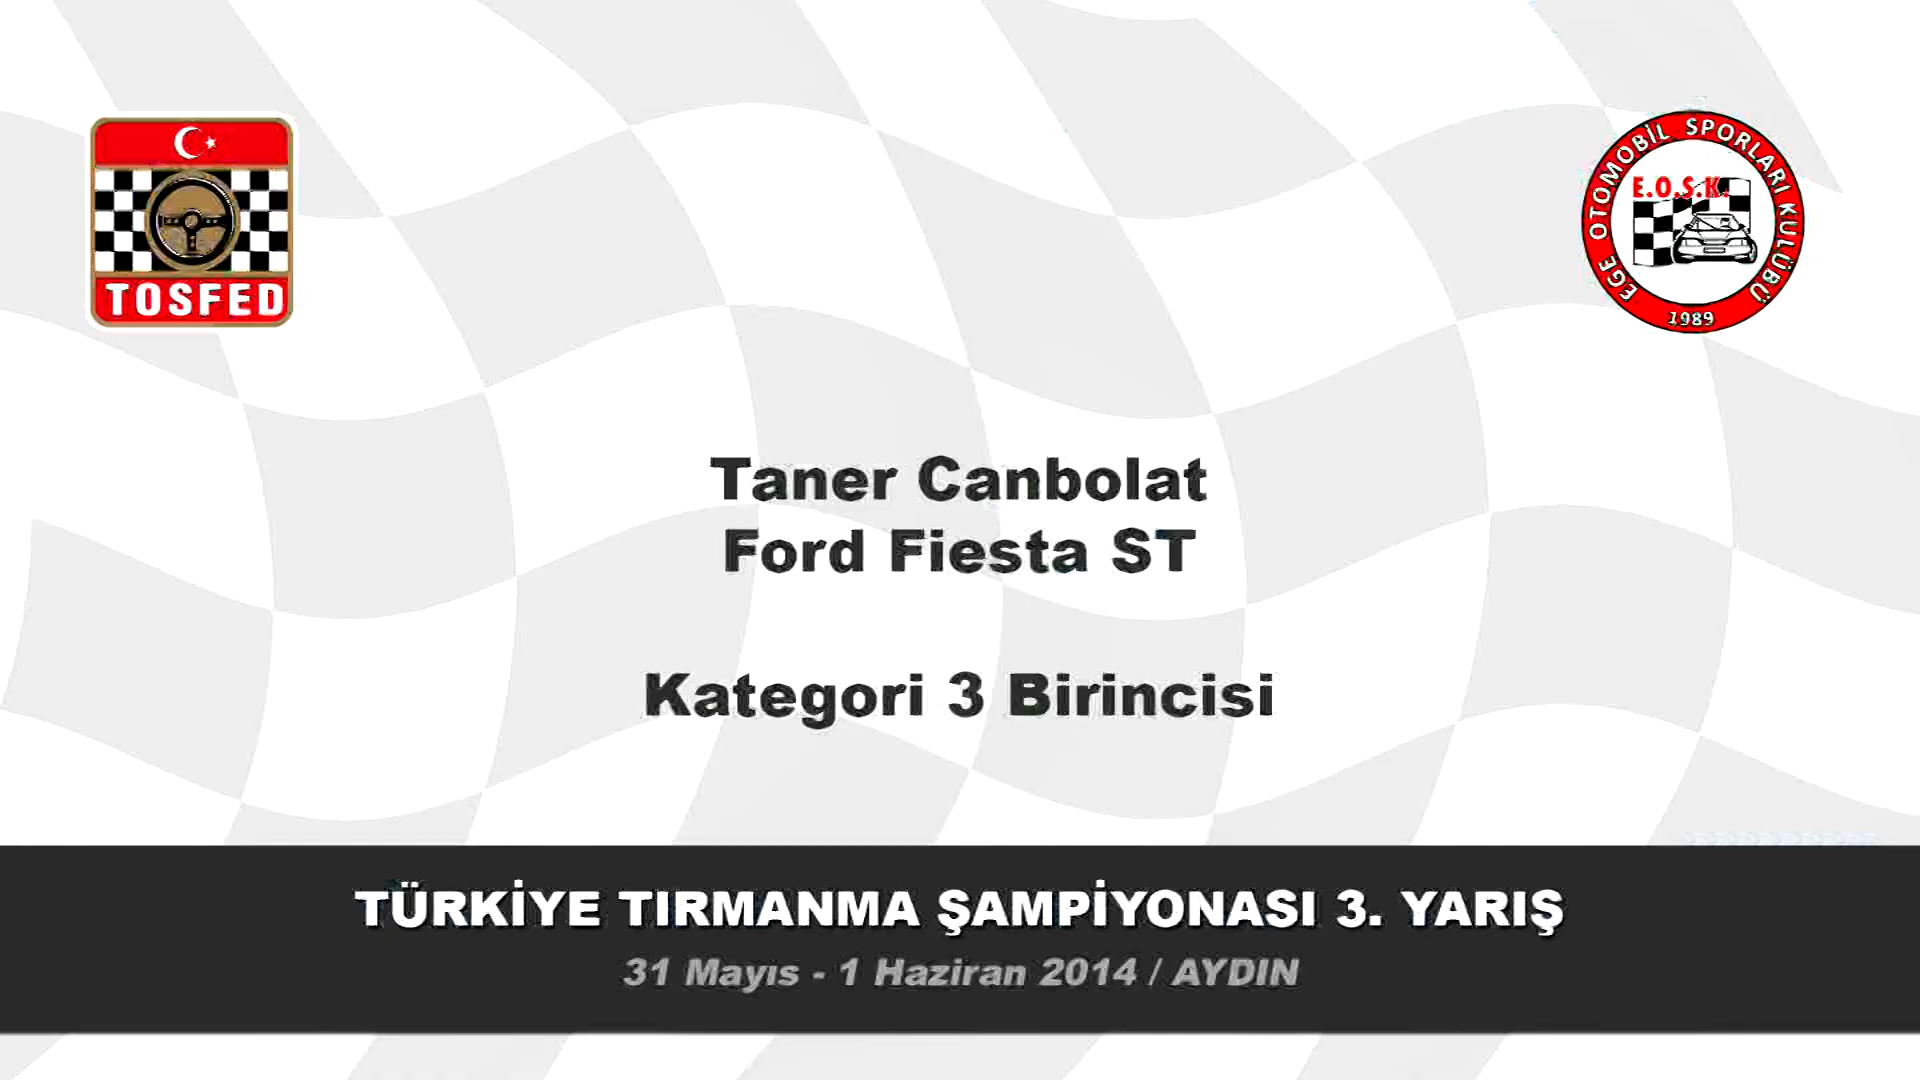 TOSFED
EGE OTOMOBİL SPORLARI KULÜBÜ
E.O.S.K.
1989
Taner Canbolat
Ford Fiesta ST
Kategori 3 Birincisi
TÜRKİYE TIRMANMA ŞAMPİYONASI 3. YARIŞ
31 Mayıs - 1 Haziran 2014 / AYDIN